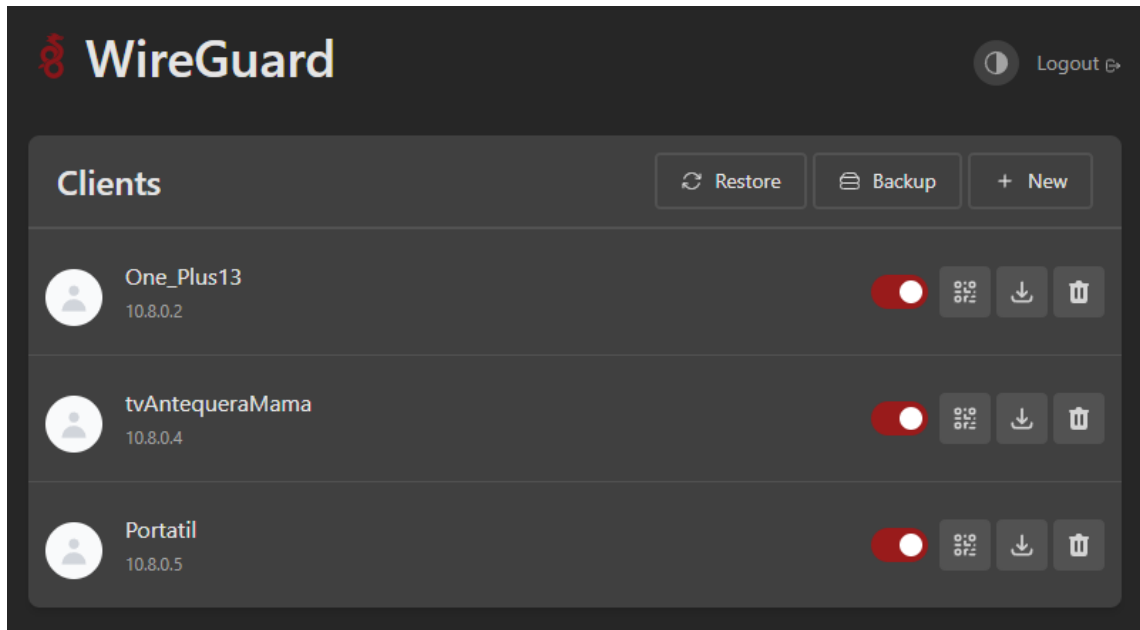 WireGuard
Logout
Clients
Restore
Backup
+ New
One_Plus13
10.8.0.2
tvAntequeraMama
10.8.0.4
Portatil
10.8.0.5